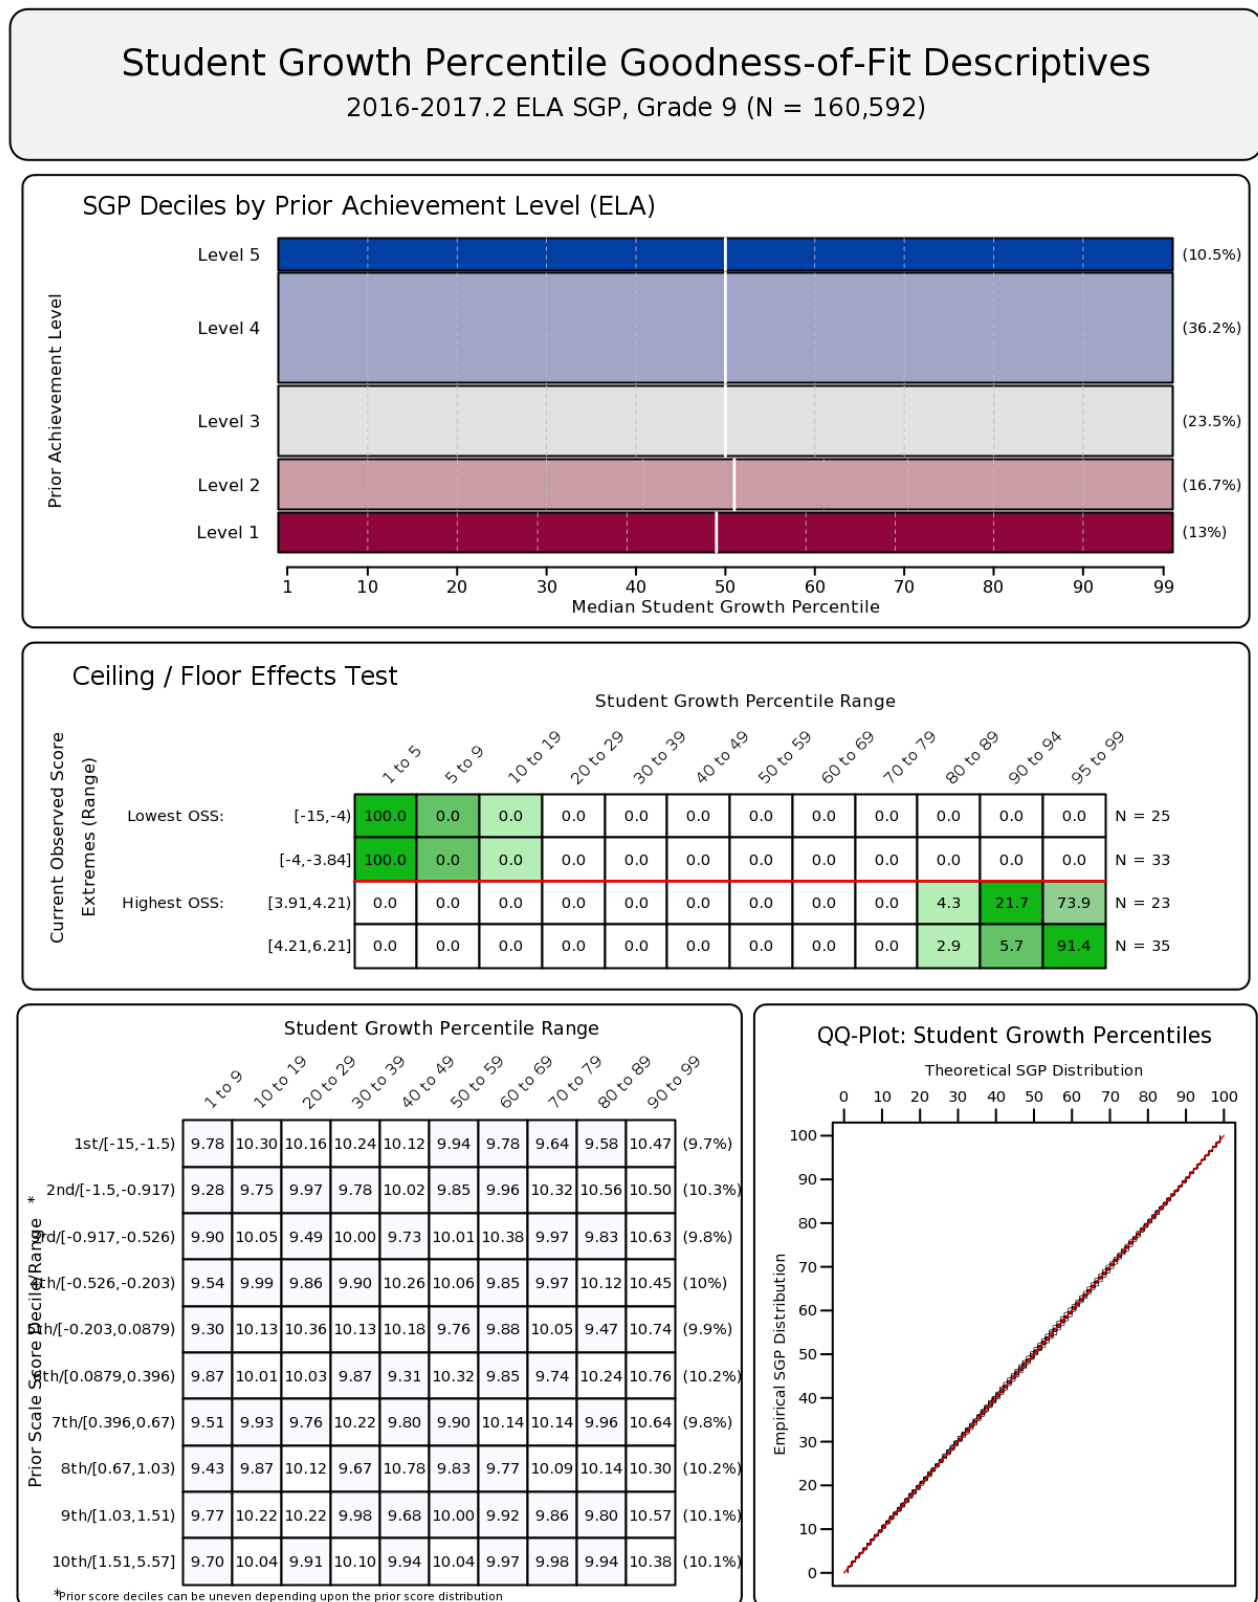 Student Growth Percentile Goodness-of-Fit Descriptives
2016-2017.2 ELA SGP, Grade 9 (N = 160,592)
SGP Deciles by Prior Achievement Level (ELA)
Prior Achievement Level
Level 5 (10.5%)
Level 4 (36.2%)
Level 3 (23.5%)
Level 2 (16.7%)
Level 1 (13%)
1 10 20 30 40 50 60 70 80 90 99
Median Student Growth Percentile
Ceiling / Floor Effects Test
Student Growth Percentile Range
Current Observed Score
Extremes (Range)
1 to 5 5 to 9 10 to 19 20 to 29 30 to 39 40 to 49 50 to 59 60 to 69 70 to 79 80 to 89 90 to 94 95 to 99
Lowest OSS: [-15,-4) 100.0 0.0 0.0 0.0 0.0 0.0 0.0 0.0 0.0 0.0 0.0 0.0 N = 25
[-4,-3.84] 100.0 0.0 0.0 0.0 0.0 0.0 0.0 0.0 0.0 0.0 0.0 0.0 N = 33
Highest OSS: [3.91,4.21) 0.0 0.0 0.0 0.0 0.0 0.0 0.0 0.0 0.0 4.3 21.7 73.9 N = 23
[4.21,6.21] 0.0 0.0 0.0 0.0 0.0 0.0 0.0 0.0 0.0 2.9 5.7 91.4 N = 35
Student Growth Percentile Range
1 to 9 10 to 19 20 to 29 30 to 39 40 to 49 50 to 59 60 to 69 70 to 79 80 to 89 90 to 99
Prior Scale Score Decile/Range *
1st/[-15,-1.5) 9.78 10.30 10.16 10.24 10.12 9.94 9.78 9.64 9.58 10.47 (9.7%)
2nd/[-1.5,-0.917) 9.28 9.75 9.97 9.78 10.02 9.85 9.96 10.32 10.56 10.50 (10.3%)
3rd/[-0.917,-0.526) 9.90 10.05 9.49 10.00 9.73 10.01 10.38 9.97 9.83 10.63 (9.8%)
4th/[-0.526,-0.203) 9.54 9.99 9.86 9.90 10.26 10.06 9.85 9.97 10.12 10.45 (10%)
5th/[-0.203,0.0879) 9.30 10.13 10.36 10.13 10.18 9.76 9.88 10.05 9.47 10.74 (9.9%)
6th/[0.0879,0.396) 9.87 10.01 10.03 9.87 9.31 10.32 9.85 9.74 10.24 10.76 (10.2%)
7th/[0.396,0.67) 9.51 9.93 9.76 10.22 9.80 9.90 10.14 10.14 9.96 10.64 (9.8%)
8th/[0.67,1.03) 9.43 9.87 10.12 9.67 10.78 9.83 9.77 10.09 10.14 10.30 (10.2%)
9th/[1.03,1.51) 9.77 10.22 10.22 9.98 9.68 10.00 9.92 9.86 9.80 10.57 (10.1%)
10th/[1.51,5.57] 9.70 10.04 9.91 10.10 9.94 10.04 9.97 9.98 9.94 10.38 (10.1%)
*Prior score deciles can be uneven depending upon the prior score distribution
QQ-Plot: Student Growth Percentiles
Theoretical SGP Distribution
0 10 20 30 40 50 60 70 80 90 100
Empirical SGP Distribution
100
90
80
70
60
50
40
30
20
10
0